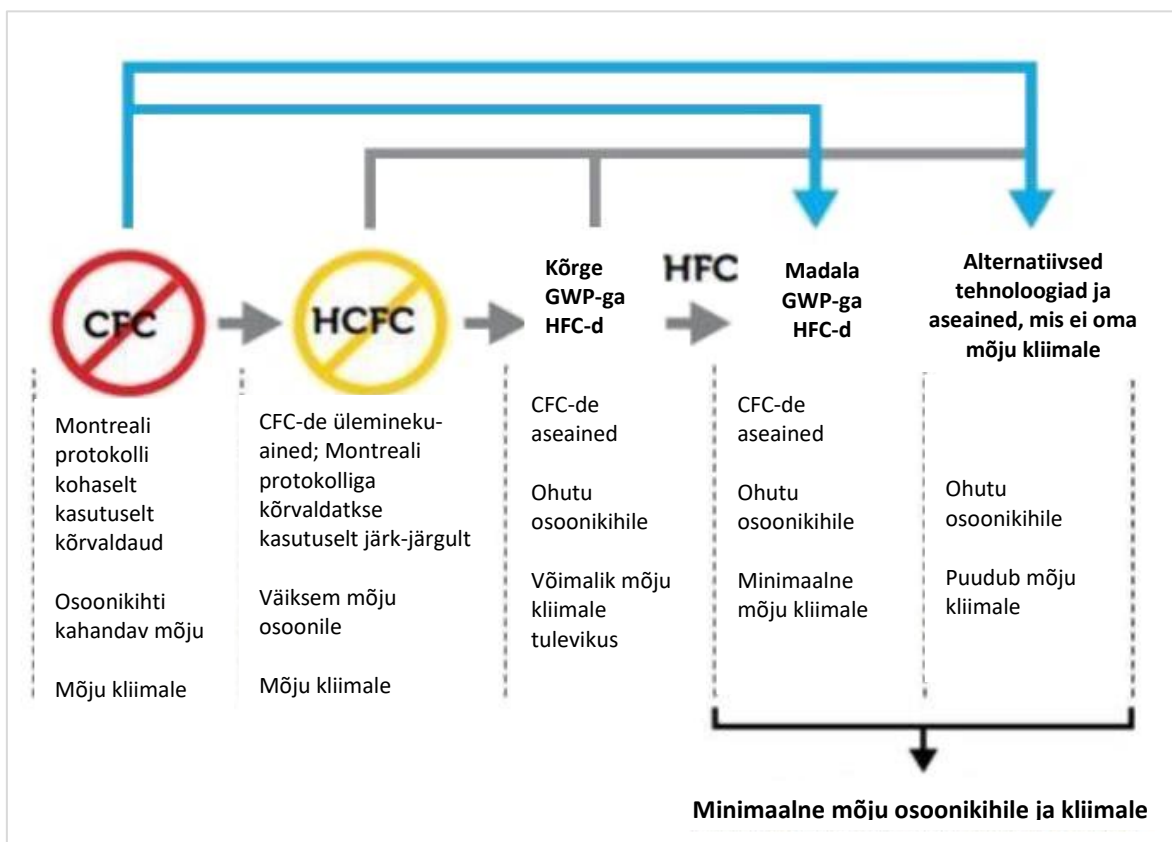 CFC
HCFC
Kõrge
GWP-ga
HFC-d
HFC
Madala
GWP-ga
HFC-d
Alternatiivsed
tehnoloogiad ja
aseained, mis ei oma
mõju kliimale
Montreali
protokolli
kohaselt
kasutuselt
kõrvaldaud
Osoonikihti
kahandav mõju
Mõju kliimale
CFC-de ülemineku-
ained; Montreali
protokolliga
kõrvaldatkse
kasutuselt järk-järgult
Väiksem mõju
osoonile
Mõju kliimale
CFC-de
aseained
Ohutu
osoonikihile
Võimalik mõju
kliimale
tulevikus
CFC-de
aseained
Ohutu
osoonikihile
Minimaalne
mõju kliimale
Ohutu
osoonikihile
Puudub mõju
kliimale
Minimaalne mõju osoonikihile ja kliimale